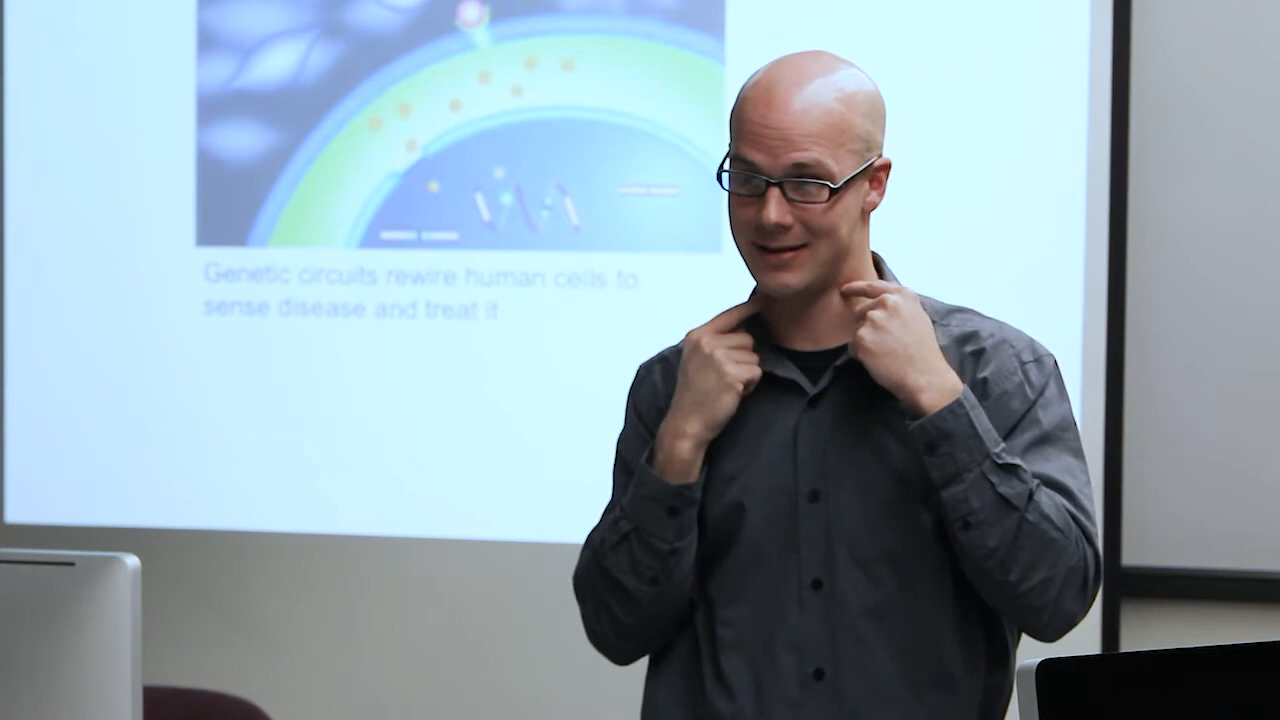 Genetic circuits rewire human cells to
sense disease and treat it